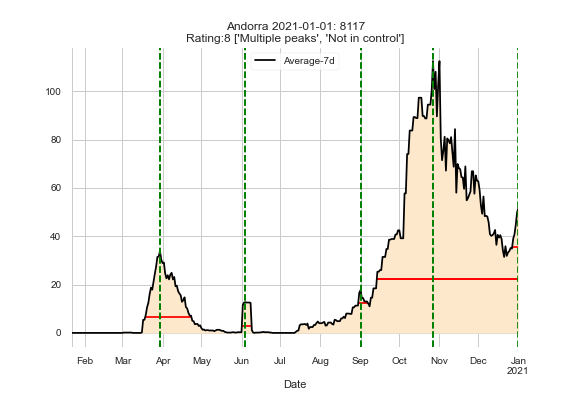 Andorra 2021-01-01: 8117
Rating:8 ['Multiple peaks', 'Not in control']
Average-7d
100
80
60
40
20
0
Feb Mar Apr May Jun Jul Aug Sep Oct Nov Dec Jan
2021
Date